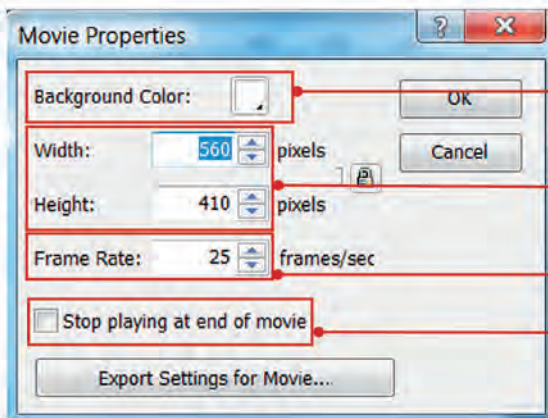 Movie Properties
Background Color:
OK
Width: 560 pixels
Cancel
Height: 410 pixels
Frame Rate: 25 frames/sec
Stop playing at end of movie
Export Settings for Movie...